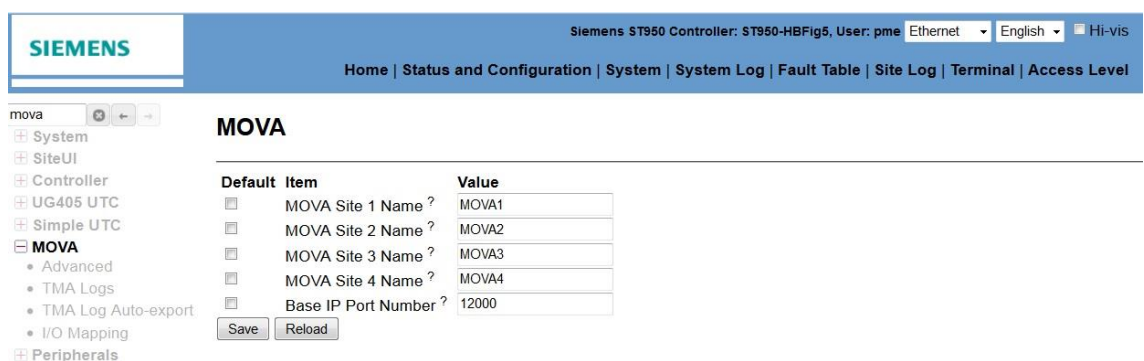 SIEMENS
Siemens ST950 Controller: ST950-HBFig5, User: pme Ethernet English Hi-vis
Home | Status and Configuration | System | System Log | Fault Table | Site Log | Terminal | Access Level
mova
System
SiteUI
Controller
UG405 UTC
Simple UTC
MOVA
Advanced
TMA Logs
TMA Log Auto-export
I/O Mapping
Peripherals
MOVA
Default Item Value
MOVA Site 1 Name ? MOVA1
MOVA Site 2 Name ? MOVA2
MOVA Site 3 Name ? MOVA3
MOVA Site 4 Name ? MOVA4
Base IP Port Number ? 12000
Save Reload